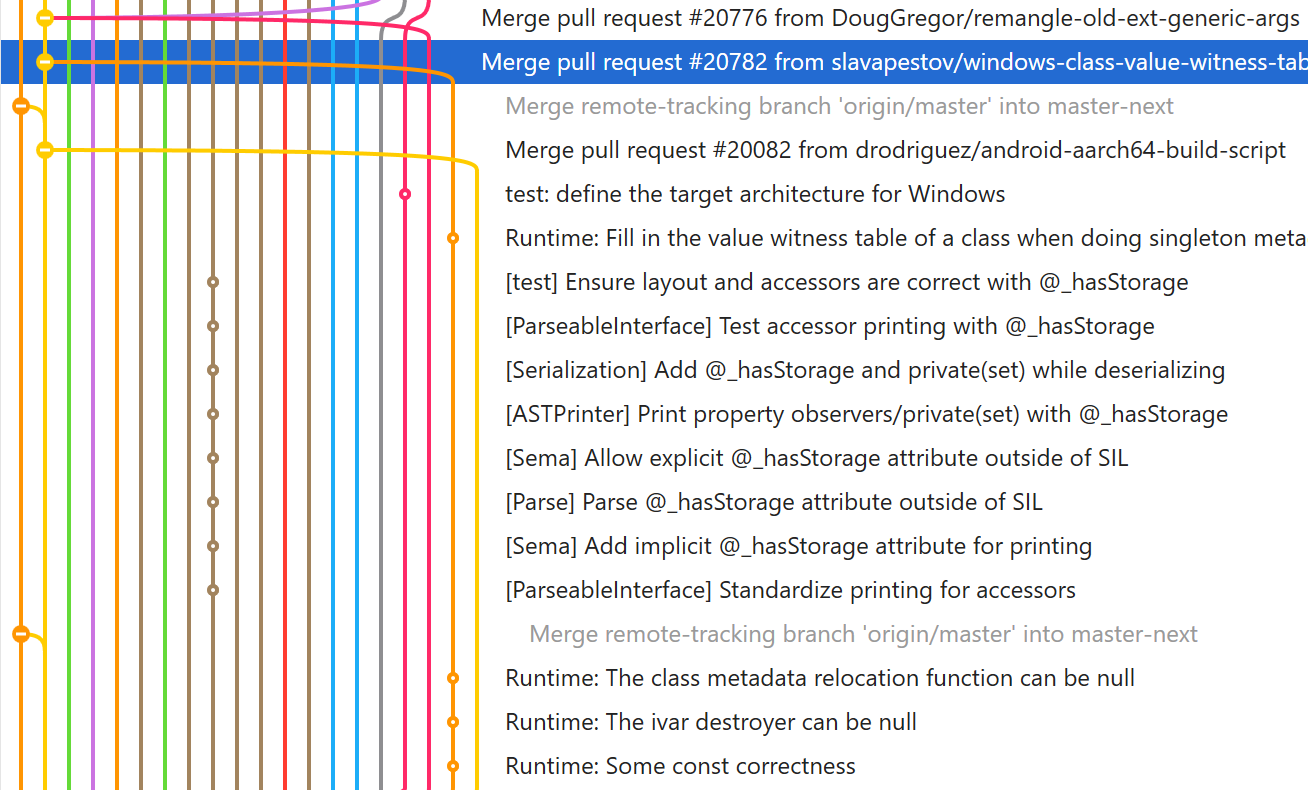 Merge pull request #20776 from DougGregor/remangle-old-ext-generic-args
Merge pull request #20782 from slavapestov/windows-class-value-witness-tab
Merge remote-tracking branch 'origin/master' into master-next
Merge pull request #20082 from drodriguez/android-aarch64-build-script
test: define the target architecture for Windows
Runtime: Fill in the value witness table of a class when doing singleton meta
[test] Ensure layout and accessors are correct with @_hasStorage
[ParseableInterface] Test accessor printing with @_hasStorage
[Serialization] Add @_hasStorage and private(set) while deserializing
[ASTPrinter] Print property observers/private(set) with @_hasStorage
[Sema] Allow explicit @_hasStorage attribute outside of SIL
[Parse] Parse @_hasStorage attribute outside of SIL
[Sema] Add implicit @_hasStorage attribute for printing
[ParseableInterface] Standardize printing for accessors
Merge remote-tracking branch 'origin/master' into master-next
Runtime: The class metadata relocation function can be null
Runtime: The ivar destroyer can be null
Runtime: Some const correctness